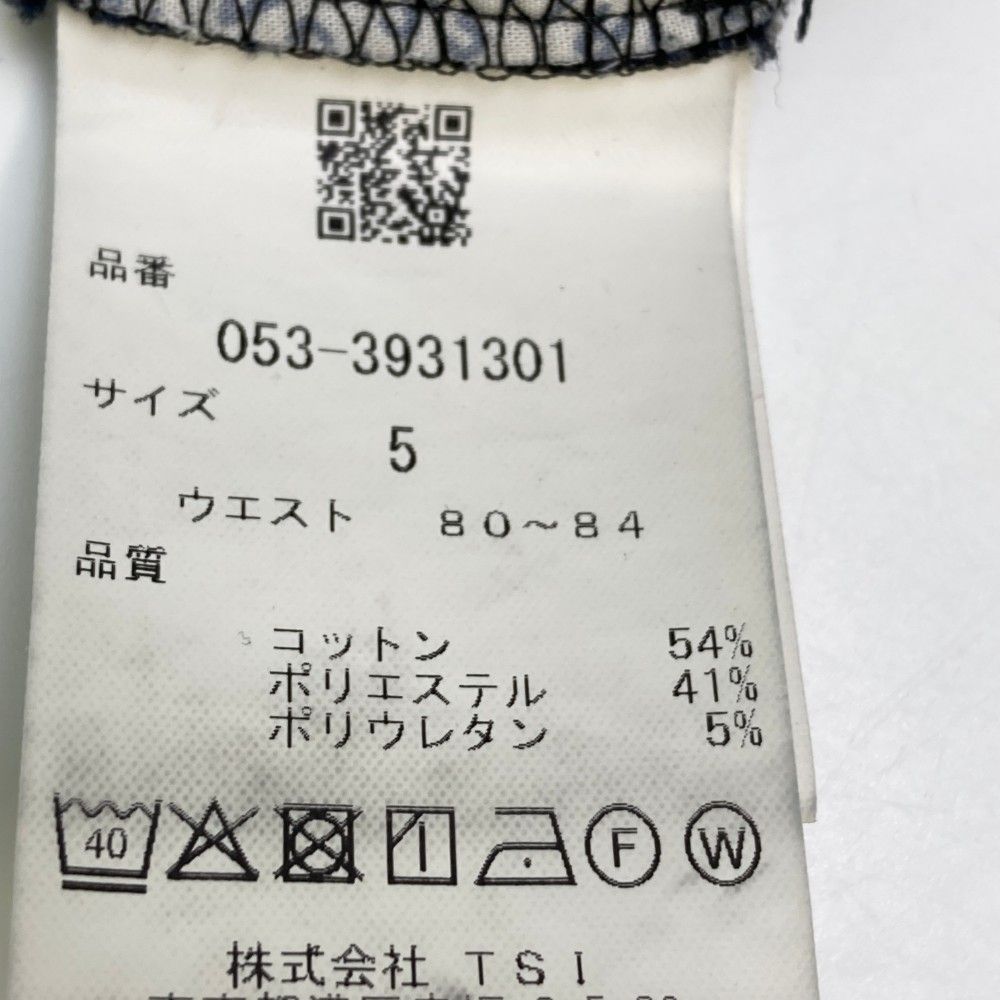 品番
053-3931301
サイズ
5
ウエスト 80～84
品質
コットン 54%
ポリエステル 41%
ポリウレタン 5%
40 F W
株式会社 TSI